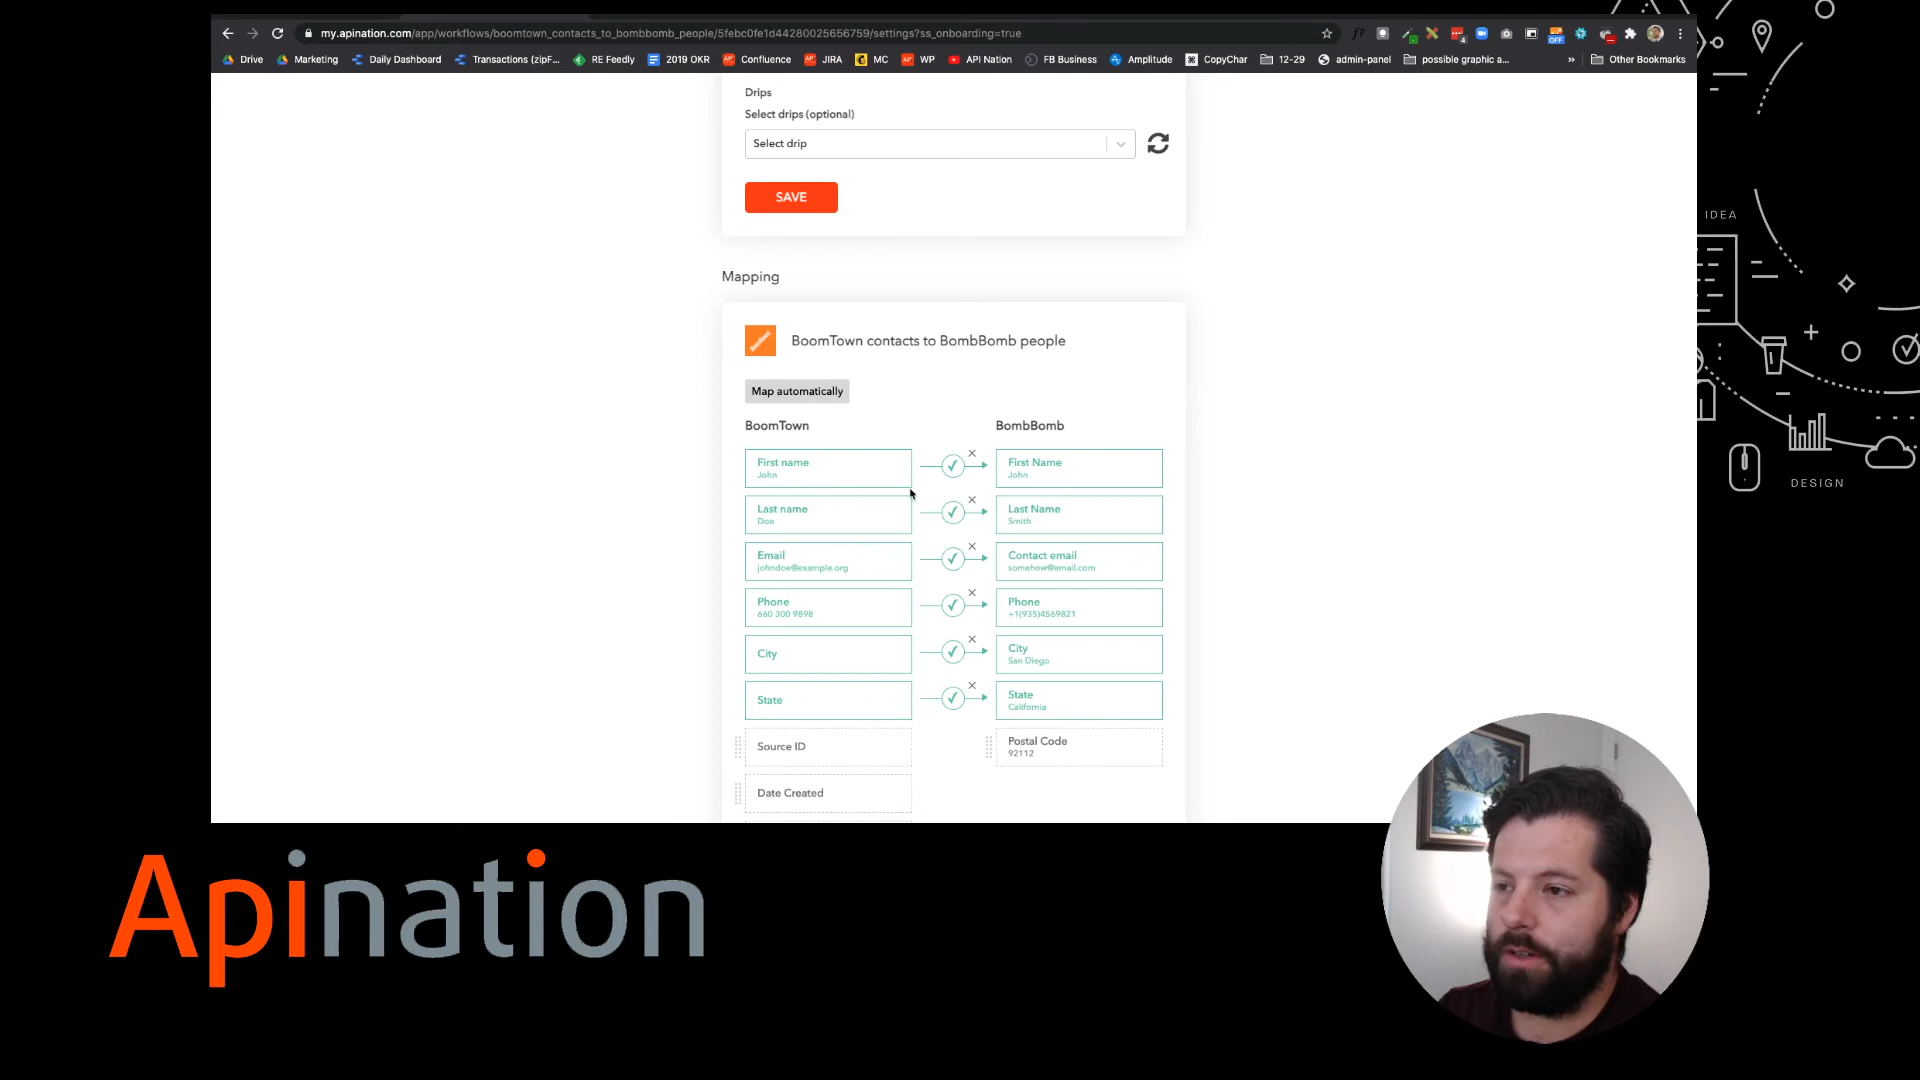 my.apination.com/app/workflows/boomtown_contacts_to_bombbomb_people/5febc0fe1d44280025656759/settings?ss_onboarding=true
Drive Marketing Daily Dashboard Transactions (zipF... RE Feedly 2019 OKR Confluence JIRA MC WP API Nation FB Business Amplitude CopyChar 12-29 admin-panel possible graphic a... » Other Bookmarks
Drips
Select drips (optional)
Select drip
SAVE
Mapping
BoomTown contacts to BombBomb people
Map automatically
BoomTown BombBomb
First name First Name
John John
Last name Last Name
Doe Smith
Email Contact email
johndoe@example.org somehow@email.com
Phone Phone
660 300 9898 +1(935)4569821
City City
San Diego
State State
California
Source ID Postal Code
92112
Date Created
IDEA
DESIGN
Apination